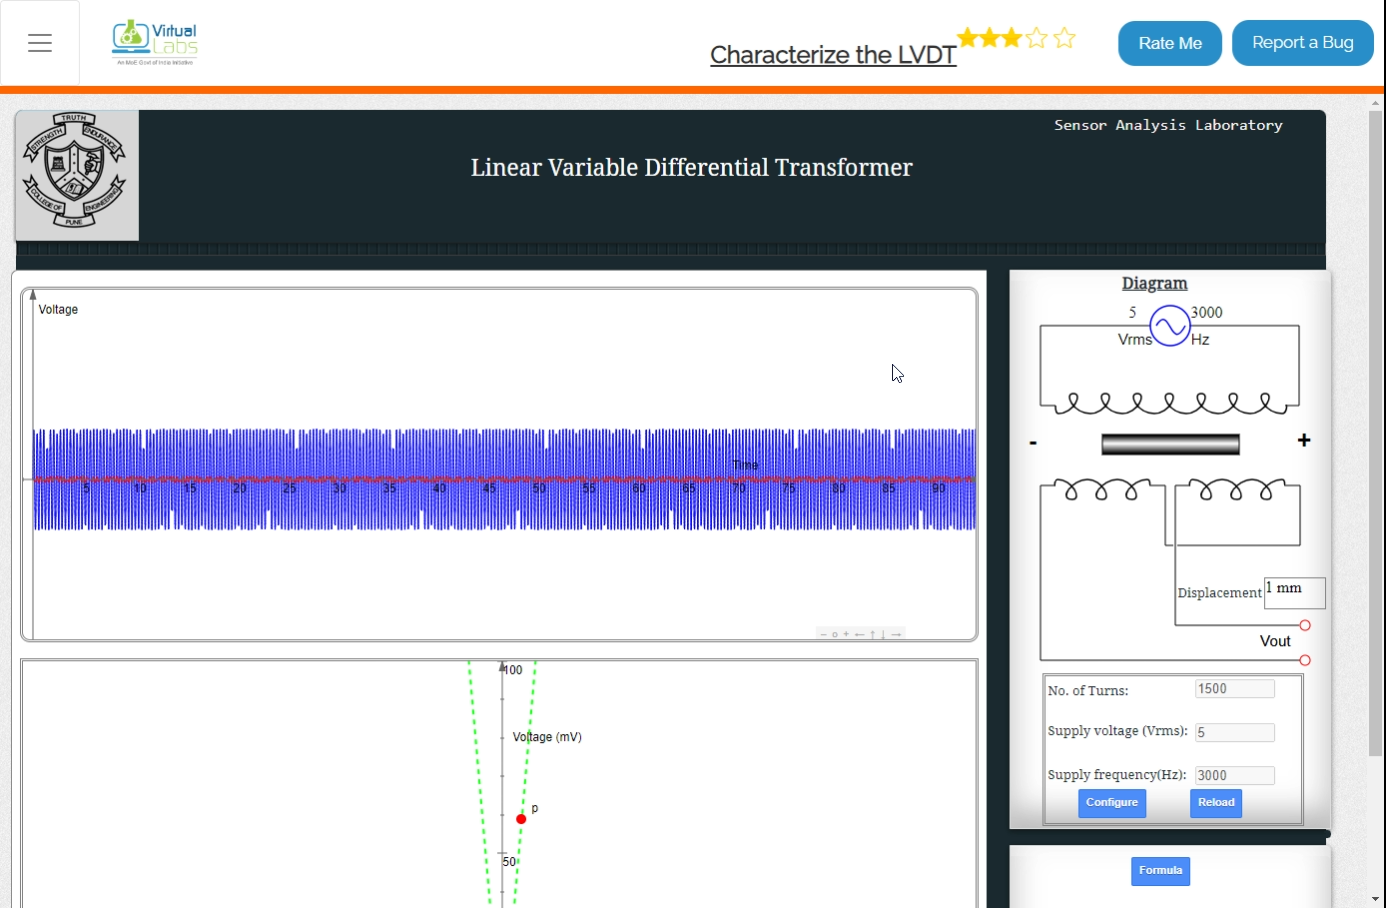 Virtual
Labs
An MoE Govt of India Initiative
Characterize the LVDT
Rate Me
Report a Bug
TRUTH
STRENGTH
ENDURANCE
COLLEGE OF
ENGINEERING
PUNE
Sensor Analysis Laboratory
Linear Variable Differential Transformer
Voltage
Time
5 10 15 20 25 30 35 40 45 50 55 60 65 70 75 80 85 90
− o + ← ↑ ↓ →
100
Voltage (mV)
p
50
Diagram
5 3000
Vrms Hz
- +
Displacement 1 mm
Vout
No. of Turns: 1500
Supply voltage (Vrms): 5
Supply frequency(Hz): 3000
Configure Reload
Formula